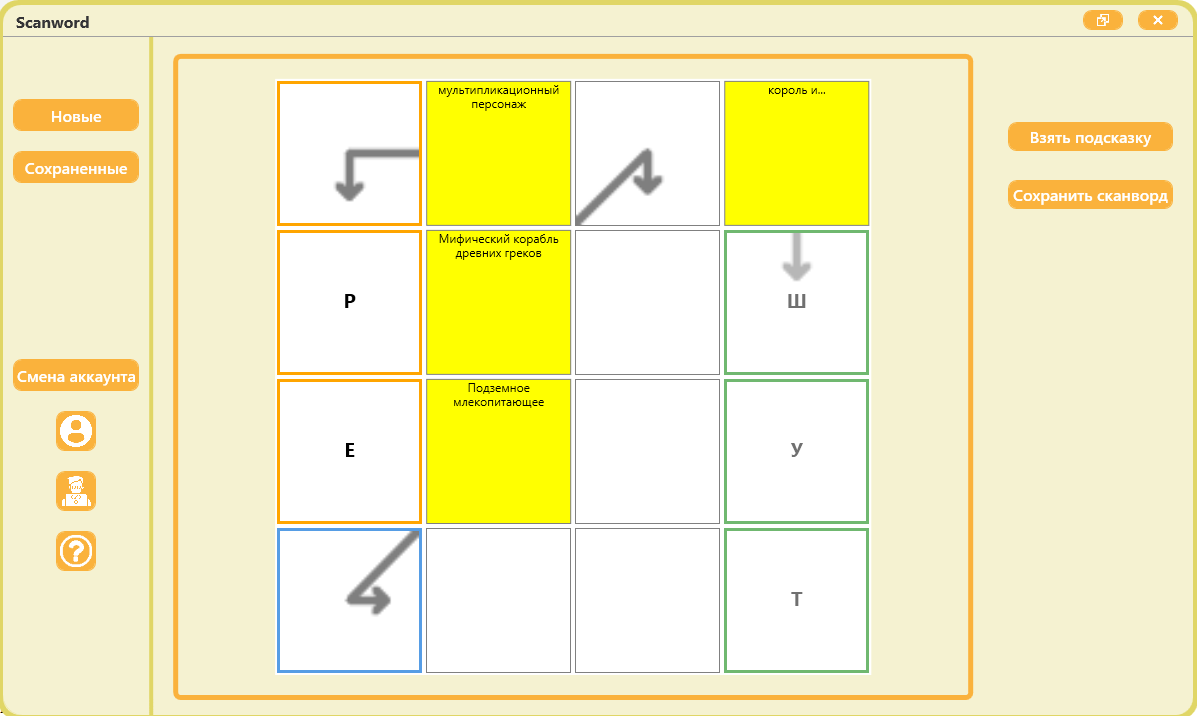 Scanword
Новые
Сохраненные
Смена аккаунта
мультипликационный
персонаж
король и...
Р
Мифический корабль
древних греков
Ш
Е
Подземное
млекопитающее
У
Т
Взять подсказку
Сохранить сканворд